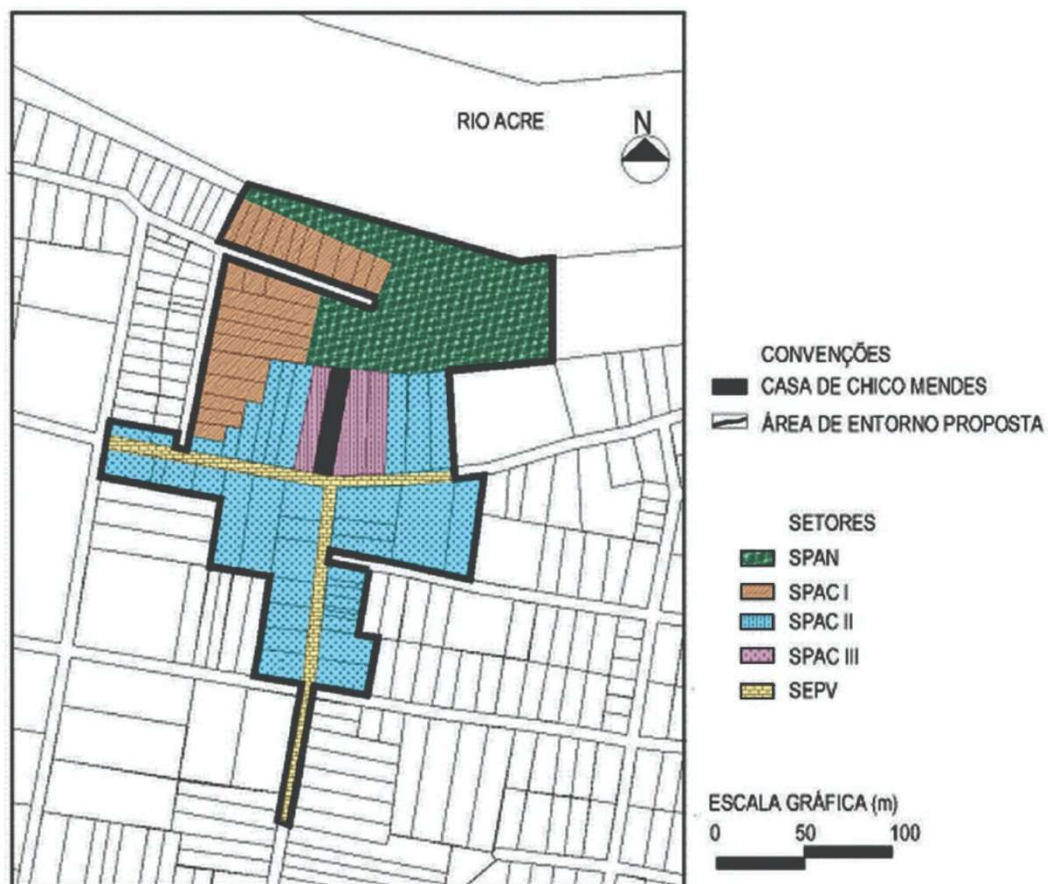 RIO ACRE
N
CONVENÇÕES
CASA DE CHICO MENDES
ÁREA DE ENTORNO PROPOSTA
SETORES
SPAN
SPAC I
SPAC II
SPAC III
SEPV
ESCALA GRÁFICA (m)
0 50 100